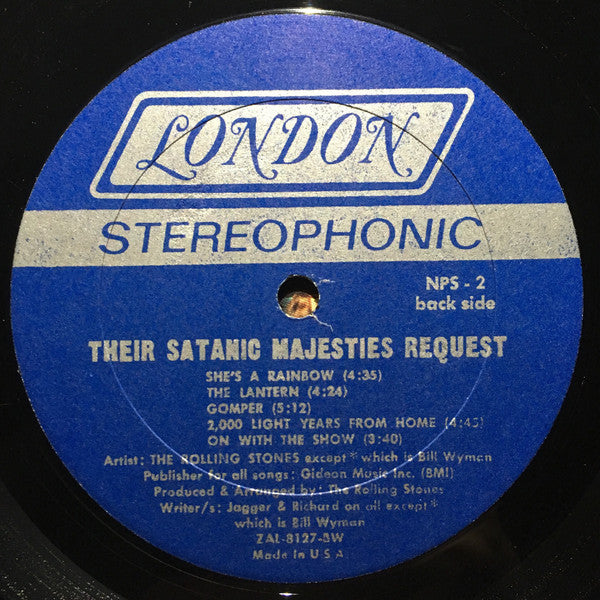 LONDON
STEREOPHONIC
NPS - 2
back side
THEIR SATANIC MAJESTIES REQUEST
SHE'S A RAINBOW (4:35)
THE LANTERN (4:24)
GOMPER (5:12)
2,000 LIGHT YEARS FROM HOME (4:45)
ON WITH THE SHOW (3:40)
Artist: THE ROLLING STONES except* which is Bill Wyman
Publisher for all songs: Gideon Music Inc. (BMI)
Produced & Arranged by: The Rolling Stones
Writer/s: Jagger & Richard on all except*
which is Bill Wyman
ZAL-8127-BW
Made in U.S.A.